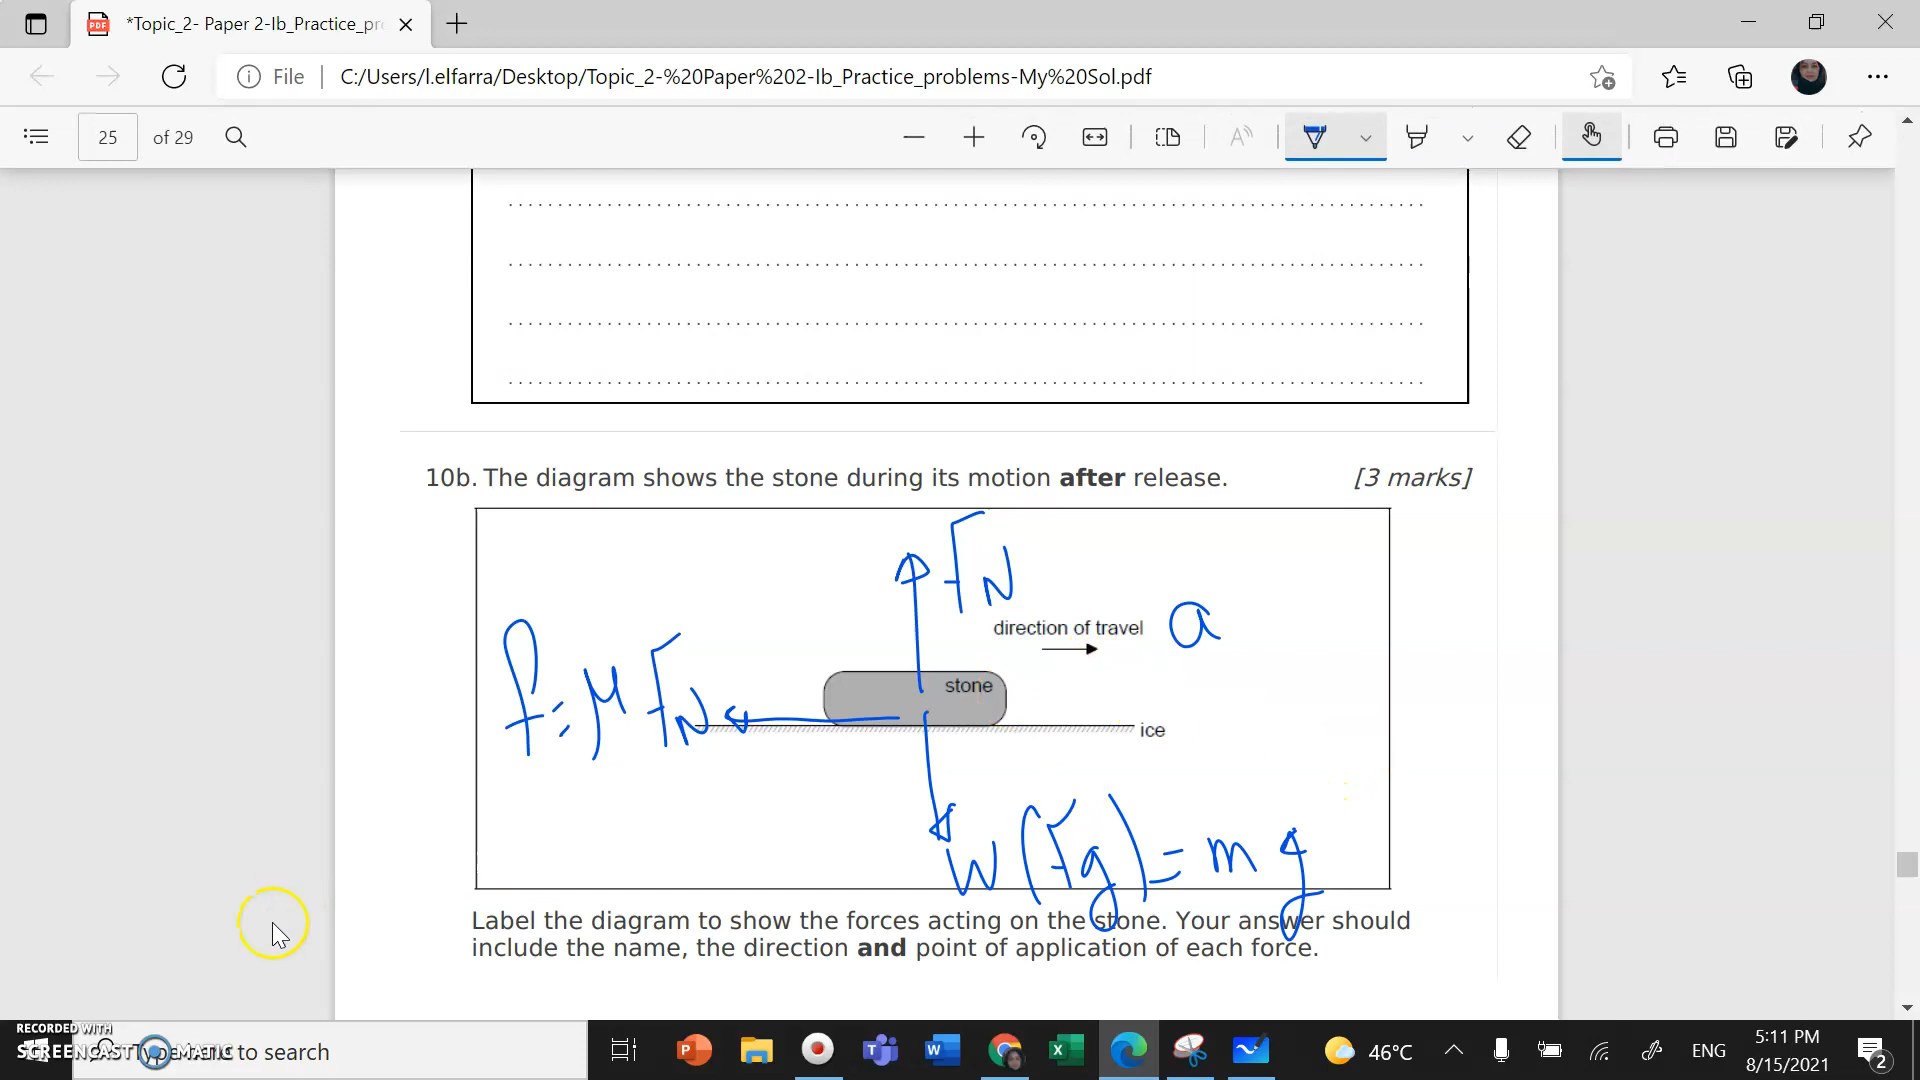 *Topic_2- Paper 2-Ib_Practice_pr
File
C:/Users/l.elfarra/Desktop/Topic_2-%20Paper%202-Ib_Practice_problems-My%20Sol.pdf
25 of 29
10b. The diagram shows the stone during its motion after release. [3 marks]
FN
direction of travel a
f = μ FN
stone
ice
W (Fg) = m g
Label the diagram to show the forces acting on the stone. Your answer should
include the name, the direction and point of application of each force.
RECORDED WITH
SCREENCAST MATIC
to search
46°C
ENG
5:11 PM
8/15/2021
2